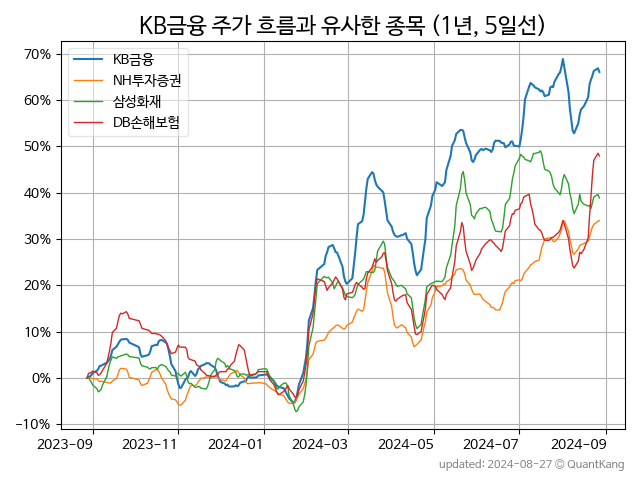 KB금융 주가 흐름과 유사한 종목 (1년, 5일선)
70%
60%
50%
40%
30%
20%
10%
0%
−10%
KB금융
NH투자증권
삼성화재
DB손해보험
2023-09
2023-11
2024-01
2024-03
2024-05
2024-07
2024-09
updated: 2024-08-27 © QuantKang